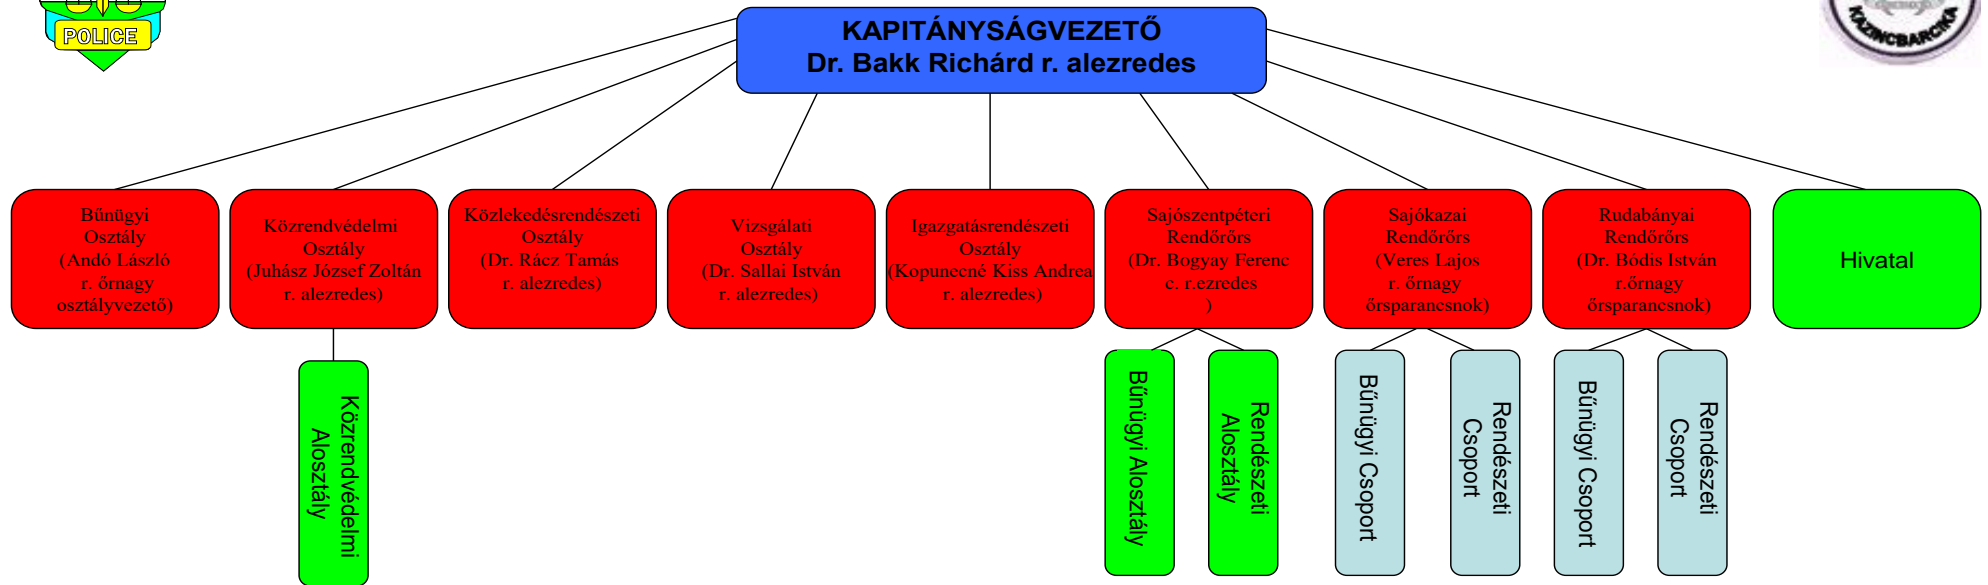 POLICE
KAZINCBARCIKA
KAPITÁNYSÁGVEZETŐ
Dr. Bakk Richárd r. alezredes
Bűnügyi
Osztály
(Andó László
r. őrnagy
osztályvezető)
Közrendvédelmi
Osztály
(Juhász József Zoltán
r. alezredes)
Közlekedésrendészeti
Osztály
(Dr. Rácz Tamás
r. alezredes)
Vizsgálati
Osztály
(Dr. Sallai István
r. alezredes)
Igazgatásrendészeti
Osztály
(Kopunecné Kiss Andrea
r. alezredes)
Sajószentpéteri
Rendőrőrs
(Dr. Bogyay Ferenc
c. r.ezredes
)
Sajókazai
Rendőrőrs
(Veres Lajos
r. őrnagy
őrsparancsnok)
Rudabányai
Rendőrőrs
(Dr. Bódis István
r.őrnagy
őrsparancsnok)
Hivatal
Közrendvédelmi
Alosztály
Bűnügyi Alosztály
Rendészeti
Alosztály
Bűnügyi Csoport
Rendészeti
Csoport
Bűnügyi Csoport
Rendészeti
Csoport